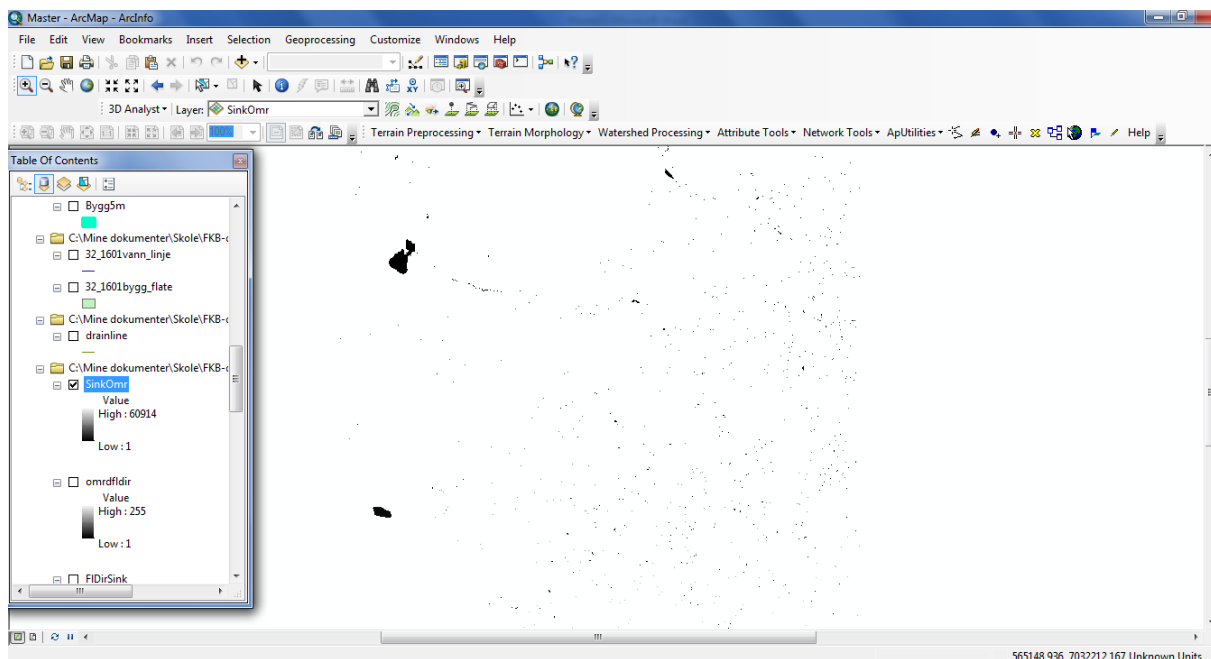 Master - ArcMap - ArcInfo
File Edit View Bookmarks Insert Selection Geoprocessing Customize Windows Help
3D Analyst Layer: SinkOmr
100% Terrain Preprocessing Terrain Morphology Watershed Processing Attribute Tools Network Tools ApUtilities Help
Table Of Contents
Bygg5m
C:\Mine dokumenter\Skole\FKB-
32_1601vann_linje
32_1601bygg_flate
C:\Mine dokumenter\Skole\FKB-
drainline
C:\Mine dokumenter\Skole\FKB-
SinkOmr
Value
High : 60914
Low : 1
omrdfldir
Value
High : 255
Low : 1
FlDirSink
565148,936 7032212,167 Unknown Units